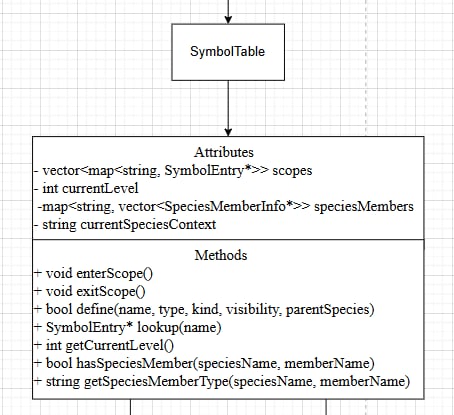 SymbolTable
Attributes
- vector<map<string, SymbolEntry*>> scopes
- int currentLevel
-map<string, vector<SpeciesMemberInfo*>> speciesMembers
- string currentSpeciesContext
Methods
+ void enterScope()
+ void exitScope()
+ bool define(name, type, kind, visibility, parentSpecies)
+ SymbolEntry* lookup(name)
+ int getCurrentLevel()
+ bool hasSpeciesMember(speciesName, memberName)
+ string getSpeciesMemberType(speciesName, memberName)